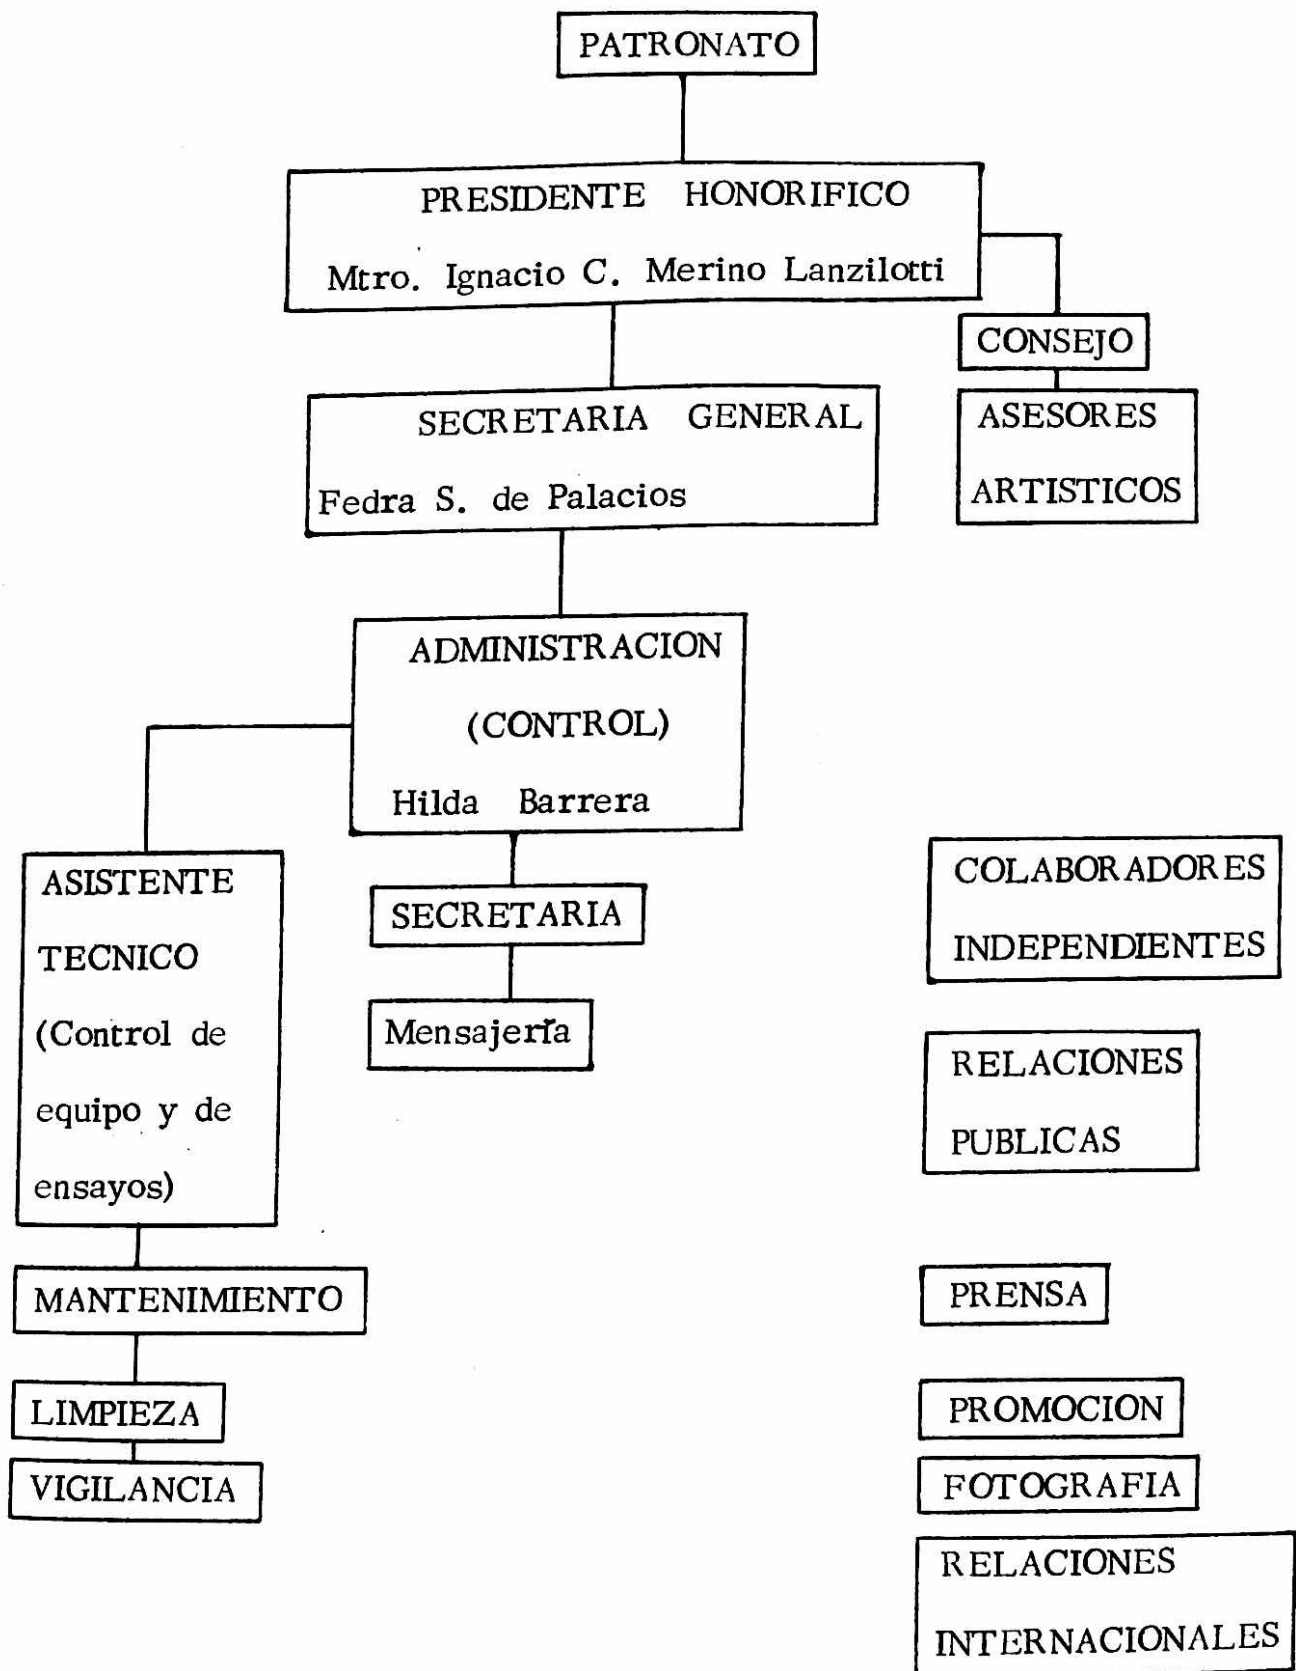 PATRONATO
PRESIDENTE HONORIFICO
Mtro. Ignacio C. Merino Lanzilotti
CONSEJO
ASESORES
ARTISTICOS
SECRETARIA GENERAL
Fedra S. de Palacios
ADMINISTRACION
(CONTROL)
Hilda Barrera
ASISTENTE
TECNICO
(Control de
equipo y de
ensayos)
SECRETARIA
Mensajería
MANTENIMIENTO
LIMPIEZA
VIGILANCIA
COLABORADORES
INDEPENDIENTES
RELACIONES
PUBLICAS
PRENSA
PROMOCION
FOTOGRAFIA
RELACIONES
INTERNACIONALES